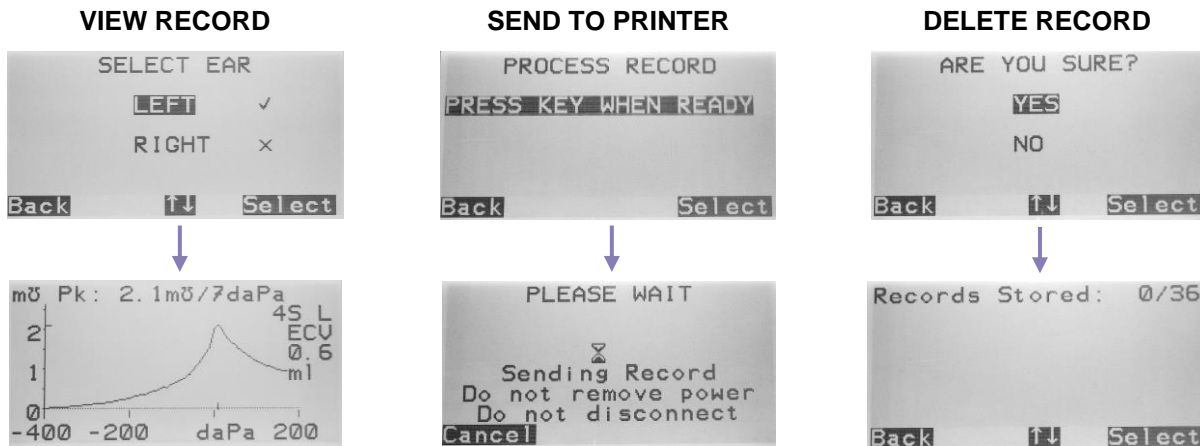 VIEW RECORD
SELECT EAR
LEFT ✓
RIGHT ×
Back ↑↓ Select
m℧ Pk: 2.1m℧/7daPa
4S L
ECV
0.6
ml
2
1
0
-400 -200 daPa 200
SEND TO PRINTER
PROCESS RECORD
PRESS KEY WHEN READY
Back Select
PLEASE WAIT
Sending Record
Do not remove power
Do not disconnect
Cancel
DELETE RECORD
ARE YOU SURE?
YES
NO
Back ↑↓ Select
Records Stored: 0/36
Back ↑↓ Select